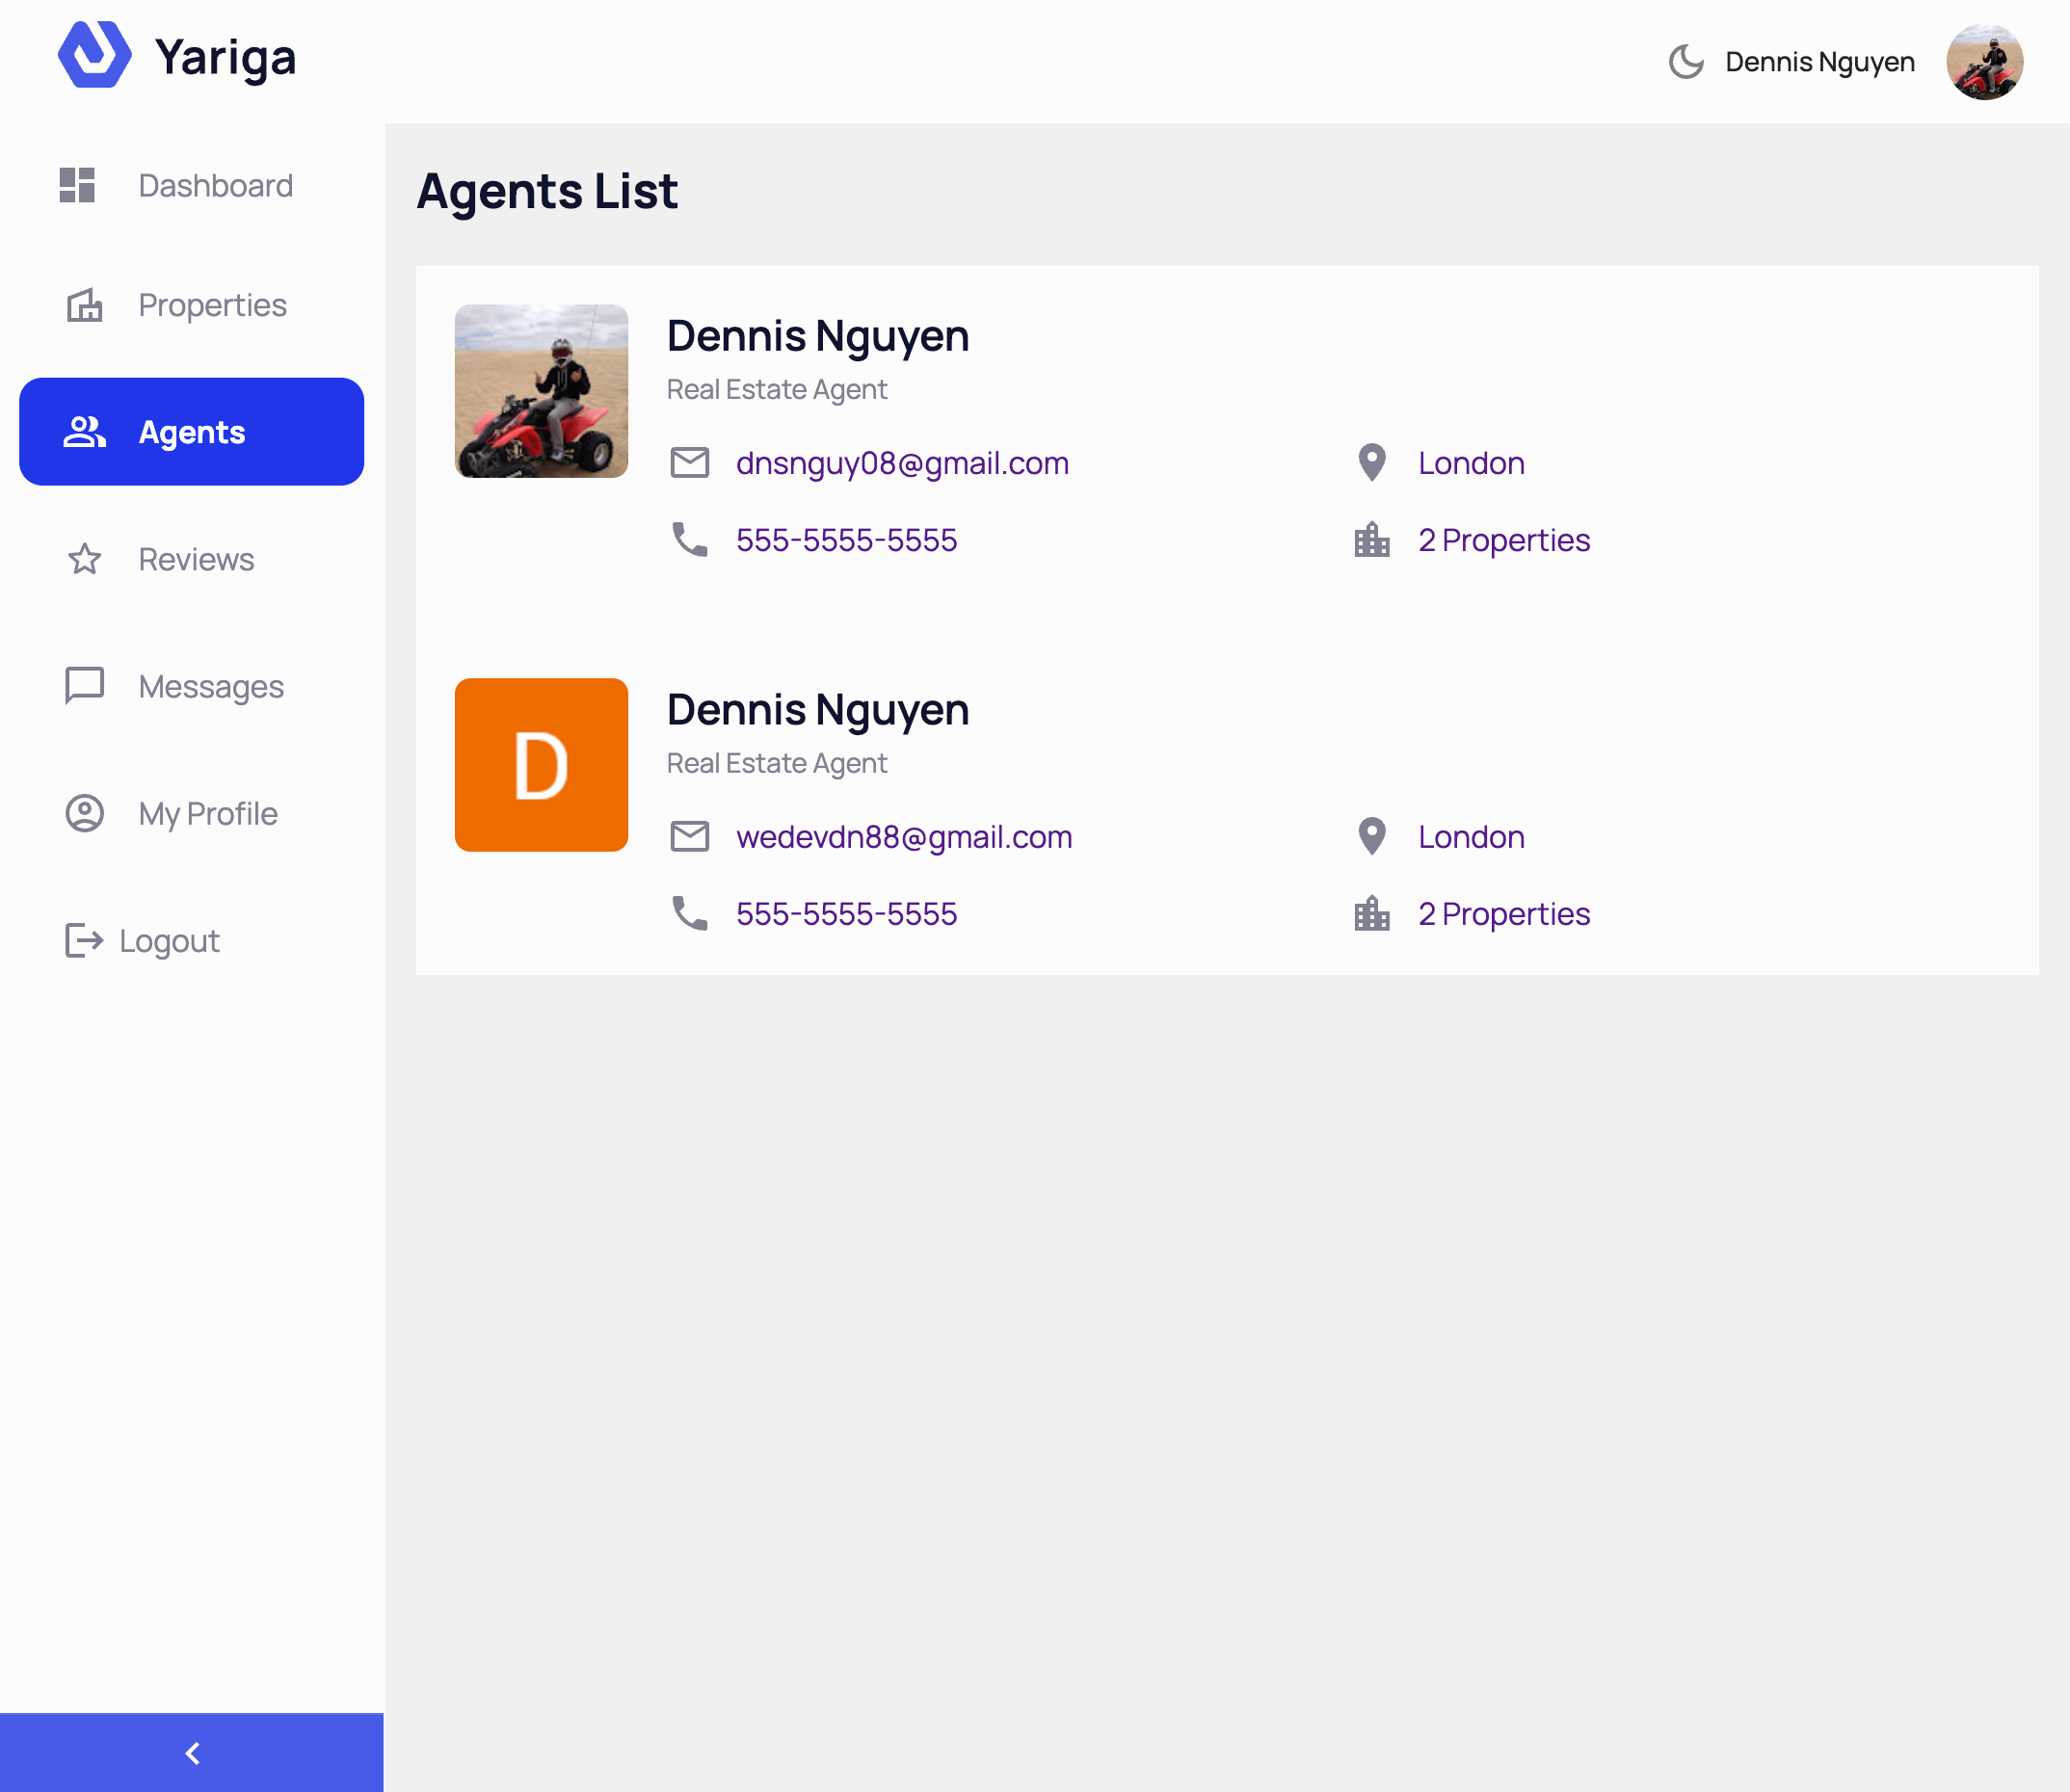 Yariga
Dennis Nguyen
Dashboard
Properties
Agents
Reviews
Messages
My Profile
Logout
Agents List
Dennis Nguyen
Real Estate Agent
dnsnguy08@gmail.com
London
555-5555-5555
2 Properties
D
Dennis Nguyen
Real Estate Agent
wedevdn88@gmail.com
London
555-5555-5555
2 Properties